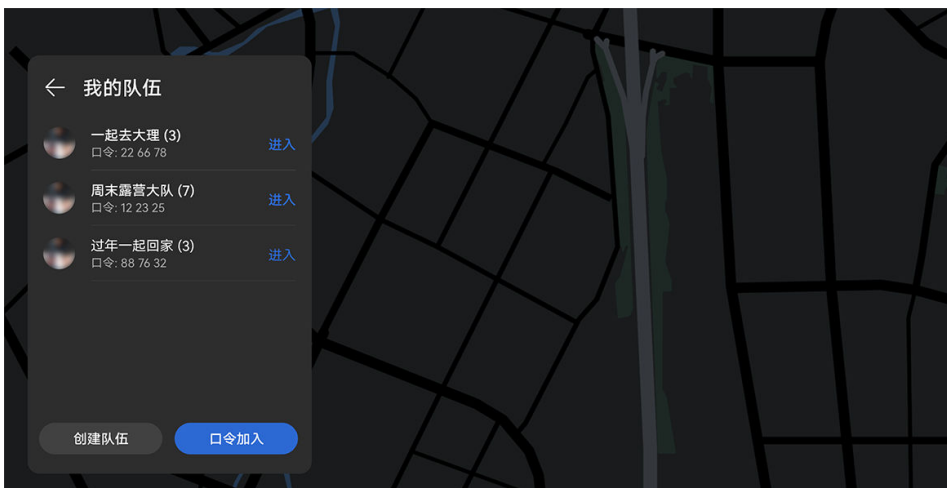 我的队伍
一起去大理 (3)
口令: 22 66 78
进入
周末露营大队 (7)
口令: 12 23 25
进入
过年一起回家 (3)
口令: 88 76 32
进入
创建队伍
口令加入